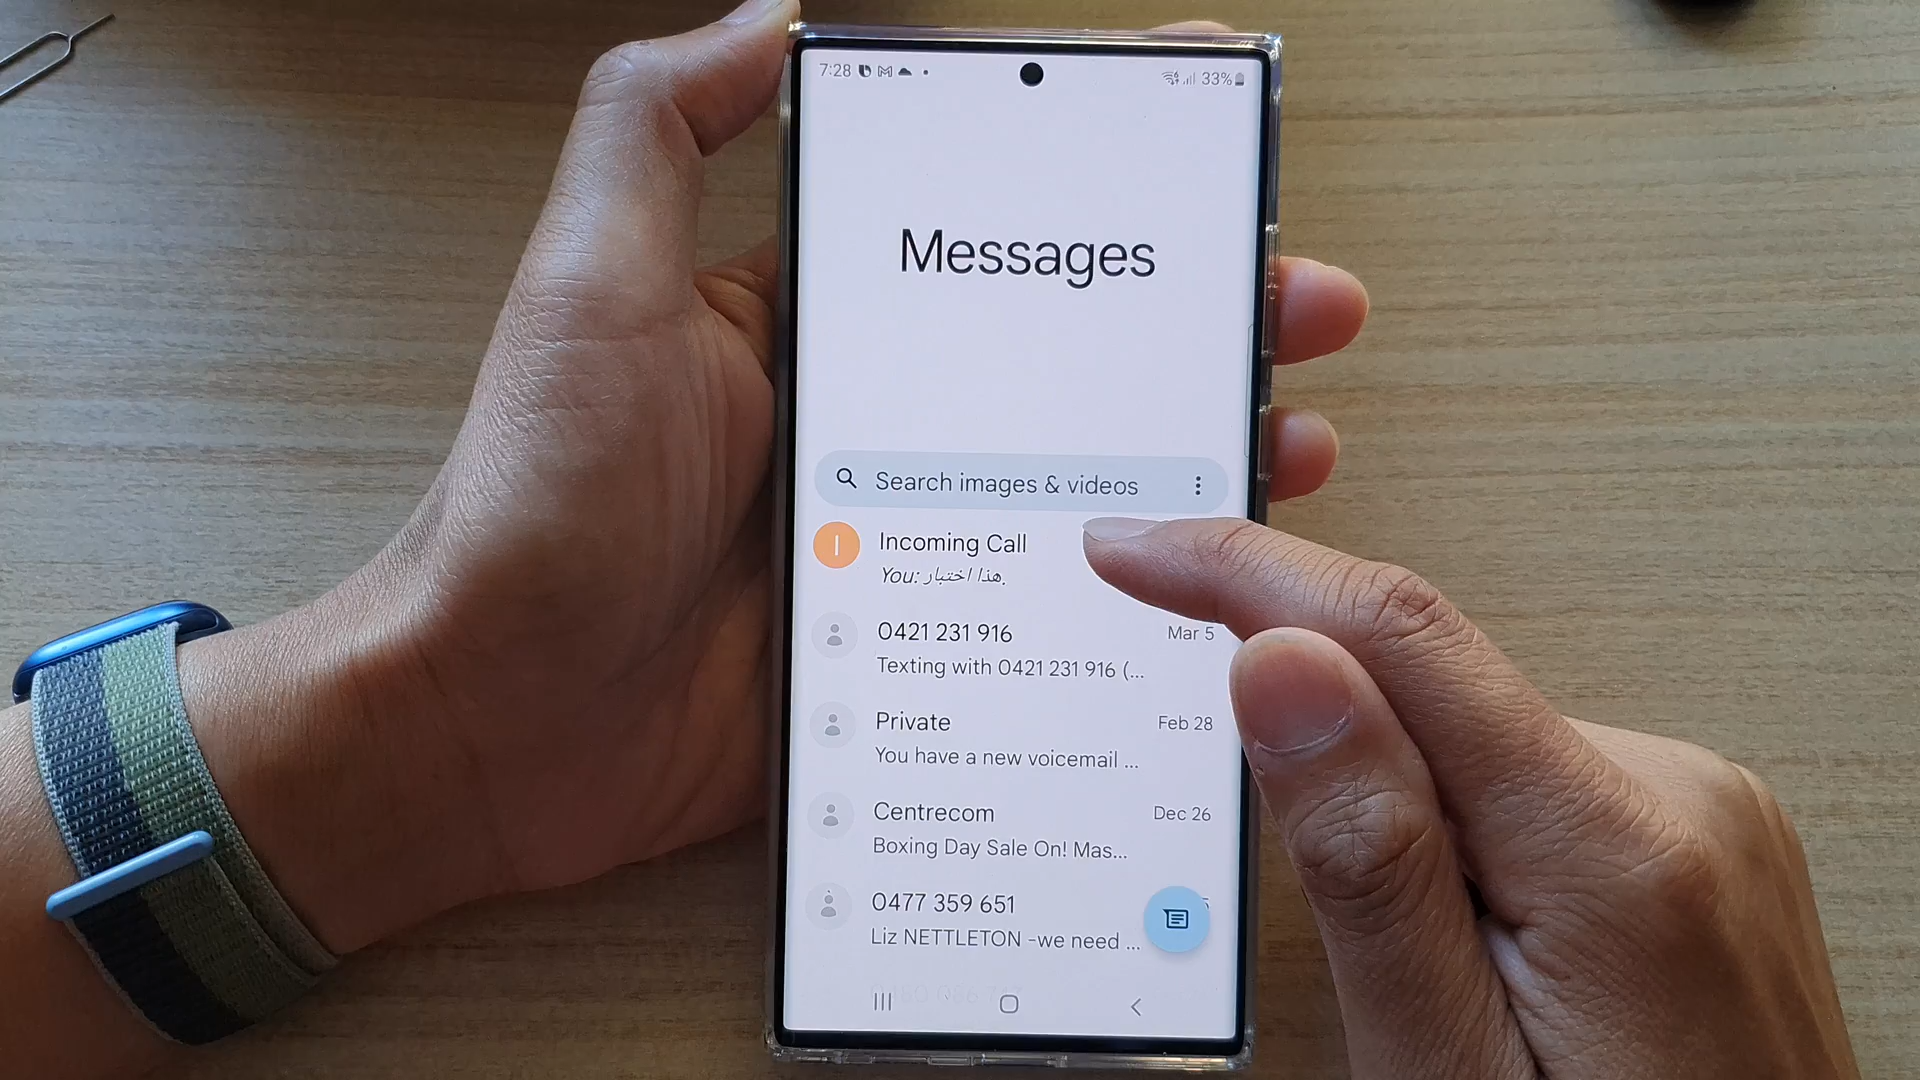 7:28
33%
Messages
Search images & videos
Incoming Call
You: هذا اختبار.
0421 231 916
Mar 5
Texting with 0421 231 916 (...
Private
Feb 28
You have a new voicemail ...
Centrecom
Dec 26
Boxing Day Sale On! Mas...
0477 359 651
Liz NETTLETON -we need ...